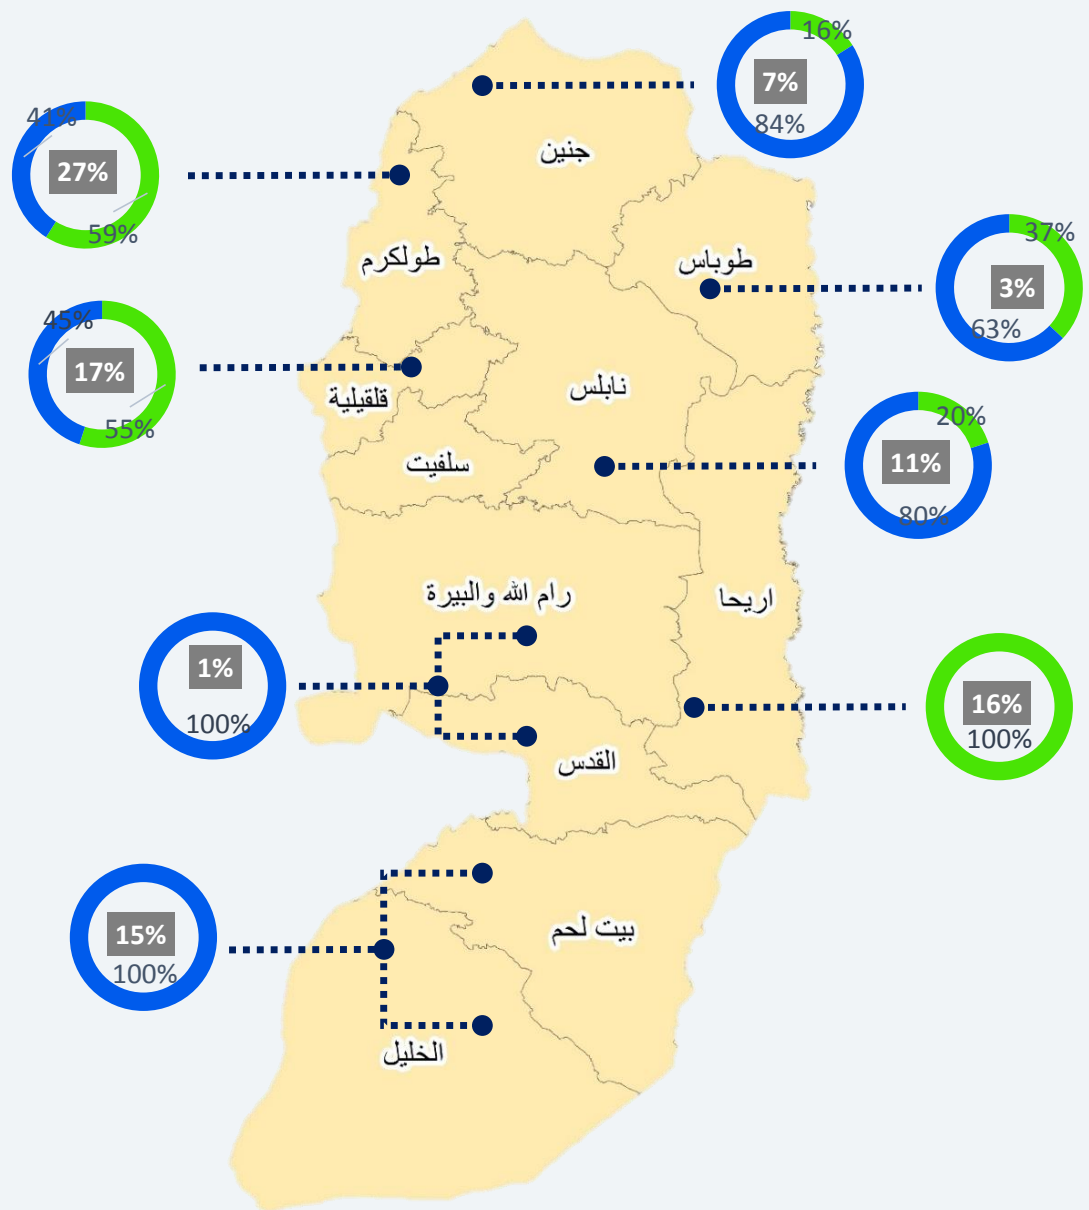 16%
7%
84%
41%
27%
59%
جنين
37%
3%
63%
طولكرم
طوباس
45%
17%
55%
قلقيلية
نابلس
20%
11%
80%
سلفيت
رام الله والبيرة
اريحا
1%
100%
16%
100%
القدس
15%
100%
بيت لحم
الخليل